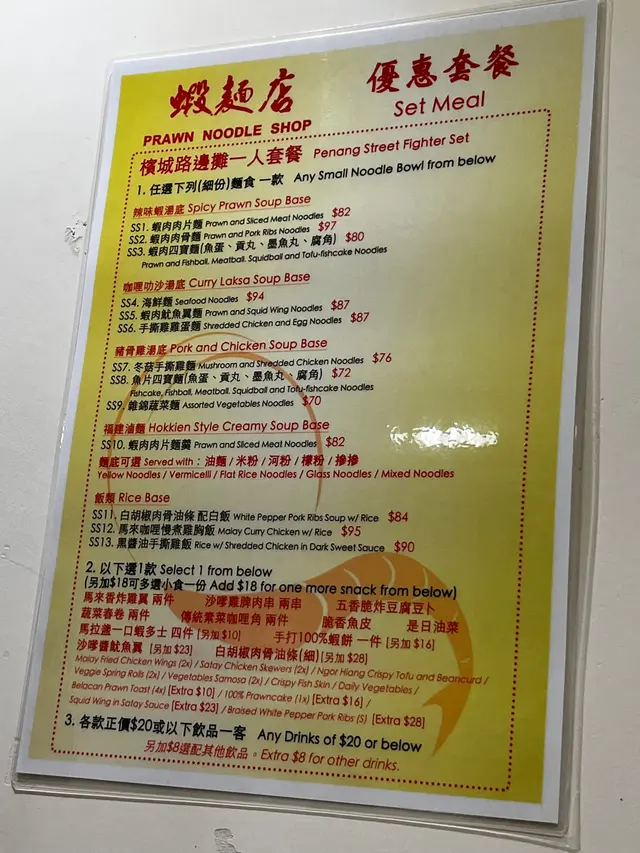 蝦麵店
PRAWN NOODLE SHOP
優惠套餐
Set Meal
檳城路邊攤一人套餐 Penang Street Fighter Set
1. 任選下列(細份)麵食 一款 Any Small Noodle Bowl from below
辣味蝦湯底 Spicy Prawn Soup Base
SS1. 蝦肉肉片麵 Prawn and Sliced Meat Noodles $82
SS2. 蝦肉肉骨麵 Prawn and Pork Ribs Noodles $97
SS3. 蝦肉四寶麵(魚蛋、貢丸、墨魚丸、腐角) $80
Prawn and Fishball, Meatball, Squidball and Tofu-fishcake Noodles
咖喱叻沙湯底 Curry Laksa Soup Base
SS4. 海鮮麵 Seafood Noodles $94
SS5. 蝦肉魷魚翼麵 Prawn and Squid Wing Noodles $87
SS6. 手撕雞雞蛋麵 Shredded Chicken and Egg Noodles $87
豬骨雞湯底 Pork and Chicken Soup Base
SS7. 冬菇手撕雞麵 Mushroom and Shredded Chicken Noodles $76
SS8. 魚片四寶麵(魚蛋、貢丸、墨魚丸、腐角) $72
Fishcake, Fishball, Meatball, Squidball and Tofu-fishcake Noodles
SS9. 雜錦蔬菜麵 Assorted Vegetables Noodles $70
福建滷麵 Hokkien Style Creamy Soup Base
SS10. 蝦肉肉片麵羹 Prawn and Sliced Meat Noodles $82
麵底可選 Served with : 油麵 / 米粉 / 河粉 / 檬粉 / 摻摻
Yellow Noodles / Vermicelli / Flat Rice Noodles / Glass Noodles / Mixed Noodles
飯類 Rice Base
SS11. 白胡椒肉骨油條 配白飯 White Pepper Pork Ribs Soup w/ Rice $84
SS12. 馬來咖喱慢煮雞胸飯 Malay Curry Chicken w/ Rice $95
SS13. 黑醬油手撕雞飯 Rice w/ Shredded Chicken in Dark Sweet Sauce $90
2. 以下選1款 Select 1 from below
(另加$18可多選小食一份 Add $18 for one more snack from below)
馬來香炸雞翼 兩件 沙嗲雞脾肉串 兩串 五香脆炸豆腐豆卜
蔬菜春卷 兩件 傳統素菜咖喱角 兩件 脆香魚皮 是日油菜
馬拉盞一口蝦多士 四件 [另加 $10] 手打100%蝦餅 一件 [另加 $16]
沙嗲醬魷魚翼 [另加 $23] 白胡椒肉骨油條(細)[另加 $28]
Malay Fried Chicken Wings (2x) / Satay Chicken Skewers (2x) / Ngor Hiang Crispy Tofu and Beancurd /
Veggie Spring Rolls (2x) / Vegetables Samosa (2x) / Crispy Fish Skin / Daily Vegetables /
Belacan Prawn Toast (4x) [Extra $10] / 100% Prawncake (1x) [Extra $16] /
Squid Wing in Satay Sauce [Extra $23] / Braised White Pepper Pork Ribs (S) [Extra $28]
3. 各款正價$20或以下飲品一客 Any Drinks of $20 or below
另加$8選配其他飲品。Extra $8 for other drinks.